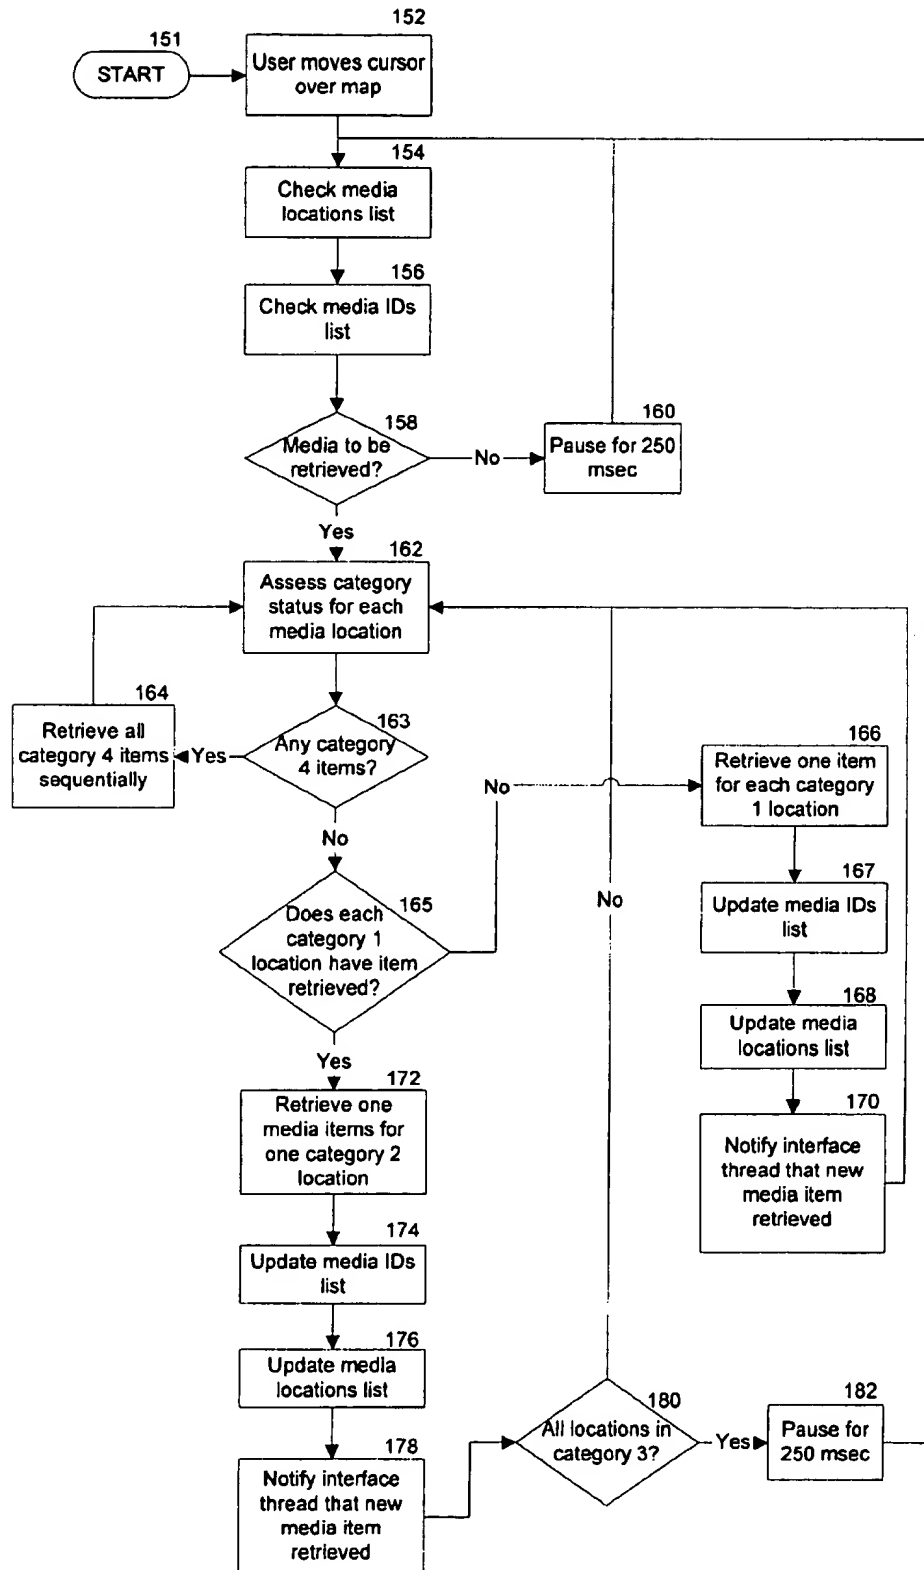 152
151
START
User moves cursor
over map
154
Check media
locations list
156
Check media IDs
list
158
Media to be
retrieved?
No
160
Pause for 250
msec
Yes
162
Assess category
status for each
media location
164
Retrieve all
category 4 items
sequentially
Yes
163
Any category
4 items?
No
165
Does each
category 1
location have item
retrieved?
No
166
Retrieve one item
for each category
1 location
167
Update media IDs
list
168
Update media
locations list
170
Notify interface
thread that new
media item
retrieved
No
Yes
172
Retrieve one
media items for
one category 2
location
174
Update media IDs
list
176
Update media
locations list
178
Notify interface
thread that new
media item
retrieved
180
All locations in
category 3?
Yes
182
Pause for
250 msec